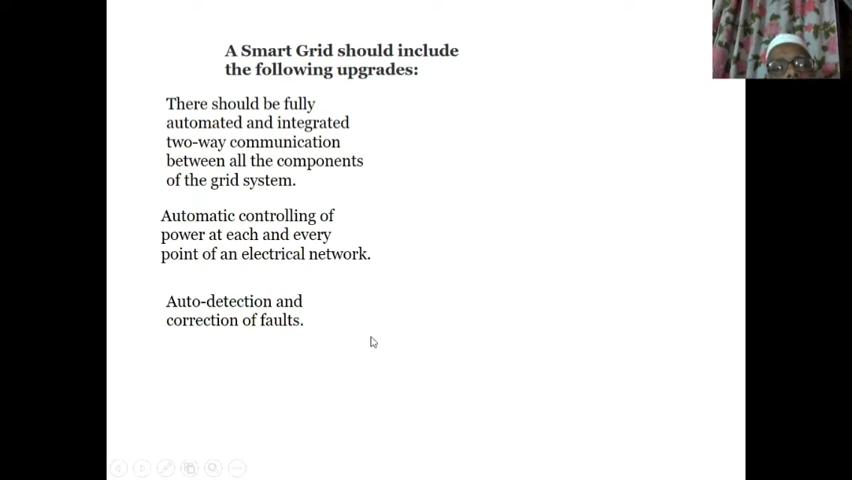 A Smart Grid should include
the following upgrades:
There should be fully
automated and integrated
two-way communication
between all the components
of the grid system.
Automatic controlling of
power at each and every
point of an electrical network.
Auto-detection and
correction of faults.